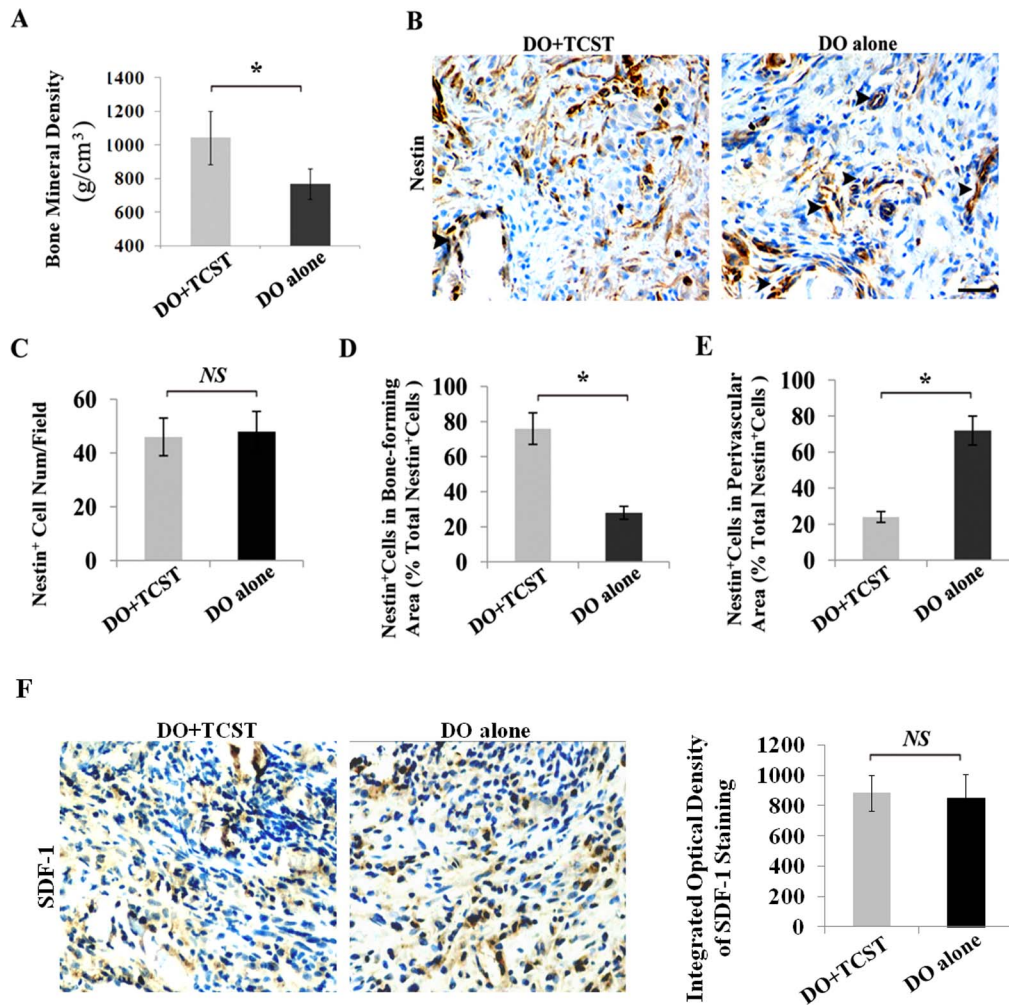 A
Bone Mineral Density
(g/cm³)
1400
1200
1000
800
600
400
*
DO+TCST
DO alone
B
DO+TCST
DO alone
Nestin
C
Nestin⁺ Cell Num/Field
60
40
20
0
NS
DO+TCST
DO alone
D
Nestin⁺Cells in Bone-forming
Area (% Total Nestin⁺Cells )
100
80
60
40
20
0
*
DO+TCST
DO alone
E
Nestin⁺Cells in Perivascular
Area (% Total Nestin⁺Cells )
100
80
60
40
20
0
*
DO+TCST
DO alone
F
DO+TCST
DO alone
SDF-1
Integrated Optical Density
of SDF-1 Staining
1200
1000
800
600
400
200
0
NS
DO+TCST
DO alone